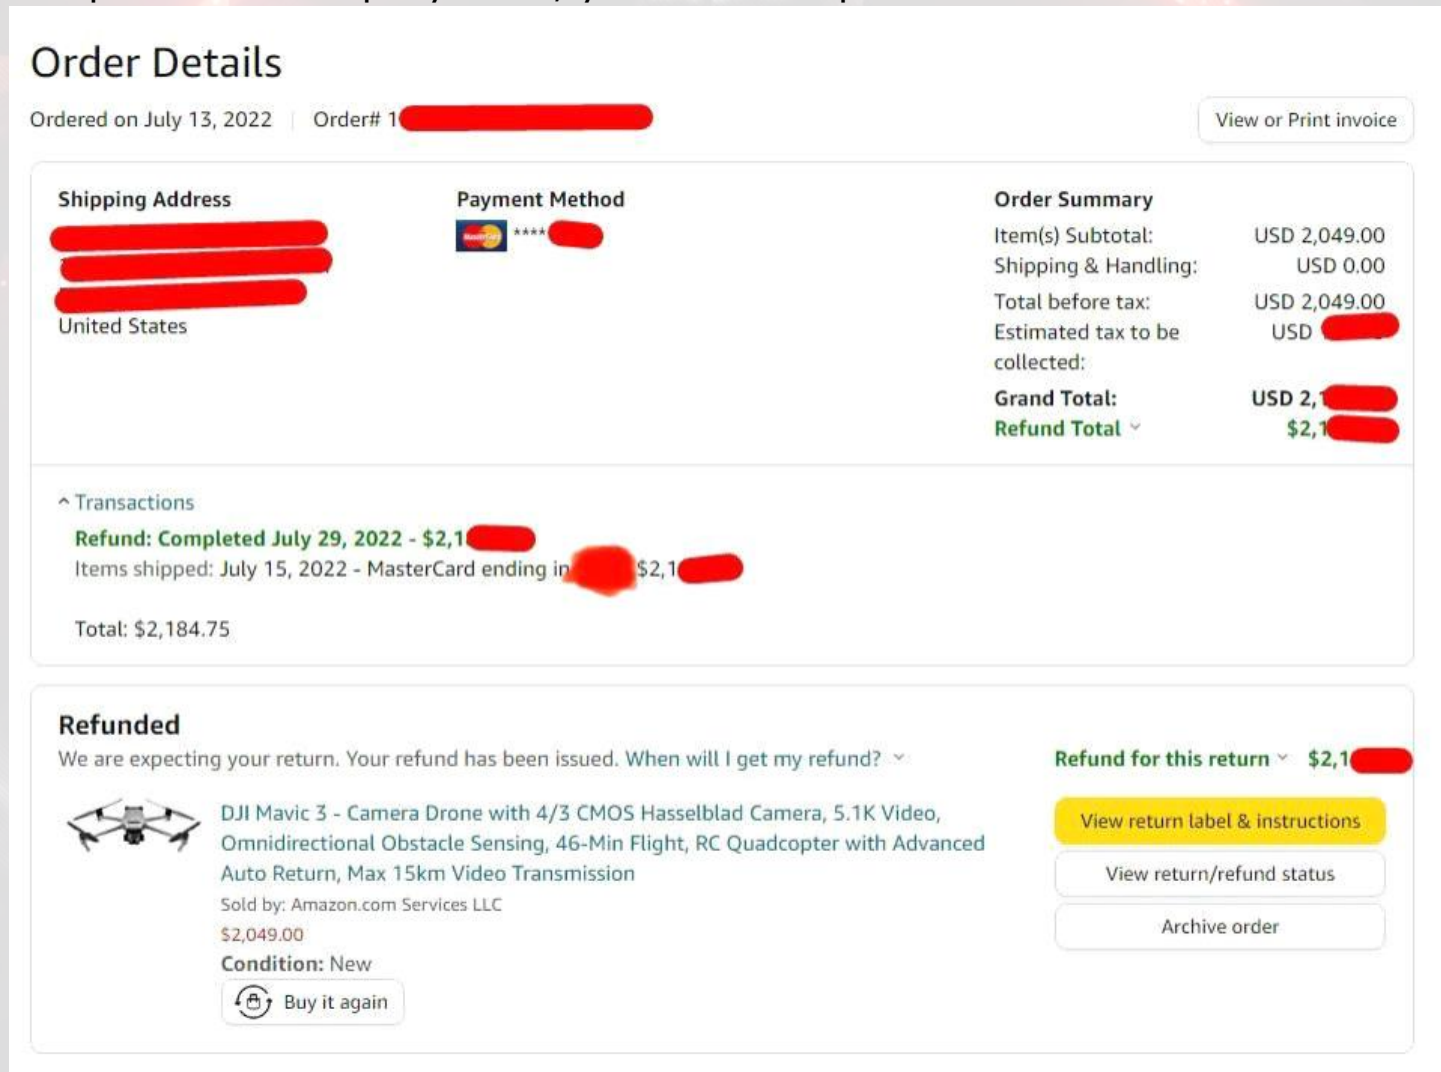 Order Details
Ordered on July 13, 2022 Order# 1
View or Print invoice
Shipping Address
United States
Payment Method
MasterCard ****
Order Summary
Item(s) Subtotal: USD 2,049.00
Shipping & Handling: USD 0.00
Total before tax: USD 2,049.00
Estimated tax to be USD
collected:
Grand Total: USD 2,1
Refund Total $2,1
Transactions
Refund: Completed July 29, 2022 - $2,1
Items shipped: July 15, 2022 - MasterCard ending in $2,1
Total: $2,184.75
Refunded
We are expecting your return. Your refund has been issued. When will I get my refund?
DJI Mavic 3 - Camera Drone with 4/3 CMOS Hasselblad Camera, 5.1K Video,
Omnidirectional Obstacle Sensing, 46-Min Flight, RC Quadcopter with Advanced
Auto Return, Max 15km Video Transmission
Sold by: Amazon.com Services LLC
$2,049.00
Condition: New
Buy it again
Refund for this return $2,1
View return label & instructions
View return/refund status
Archive order